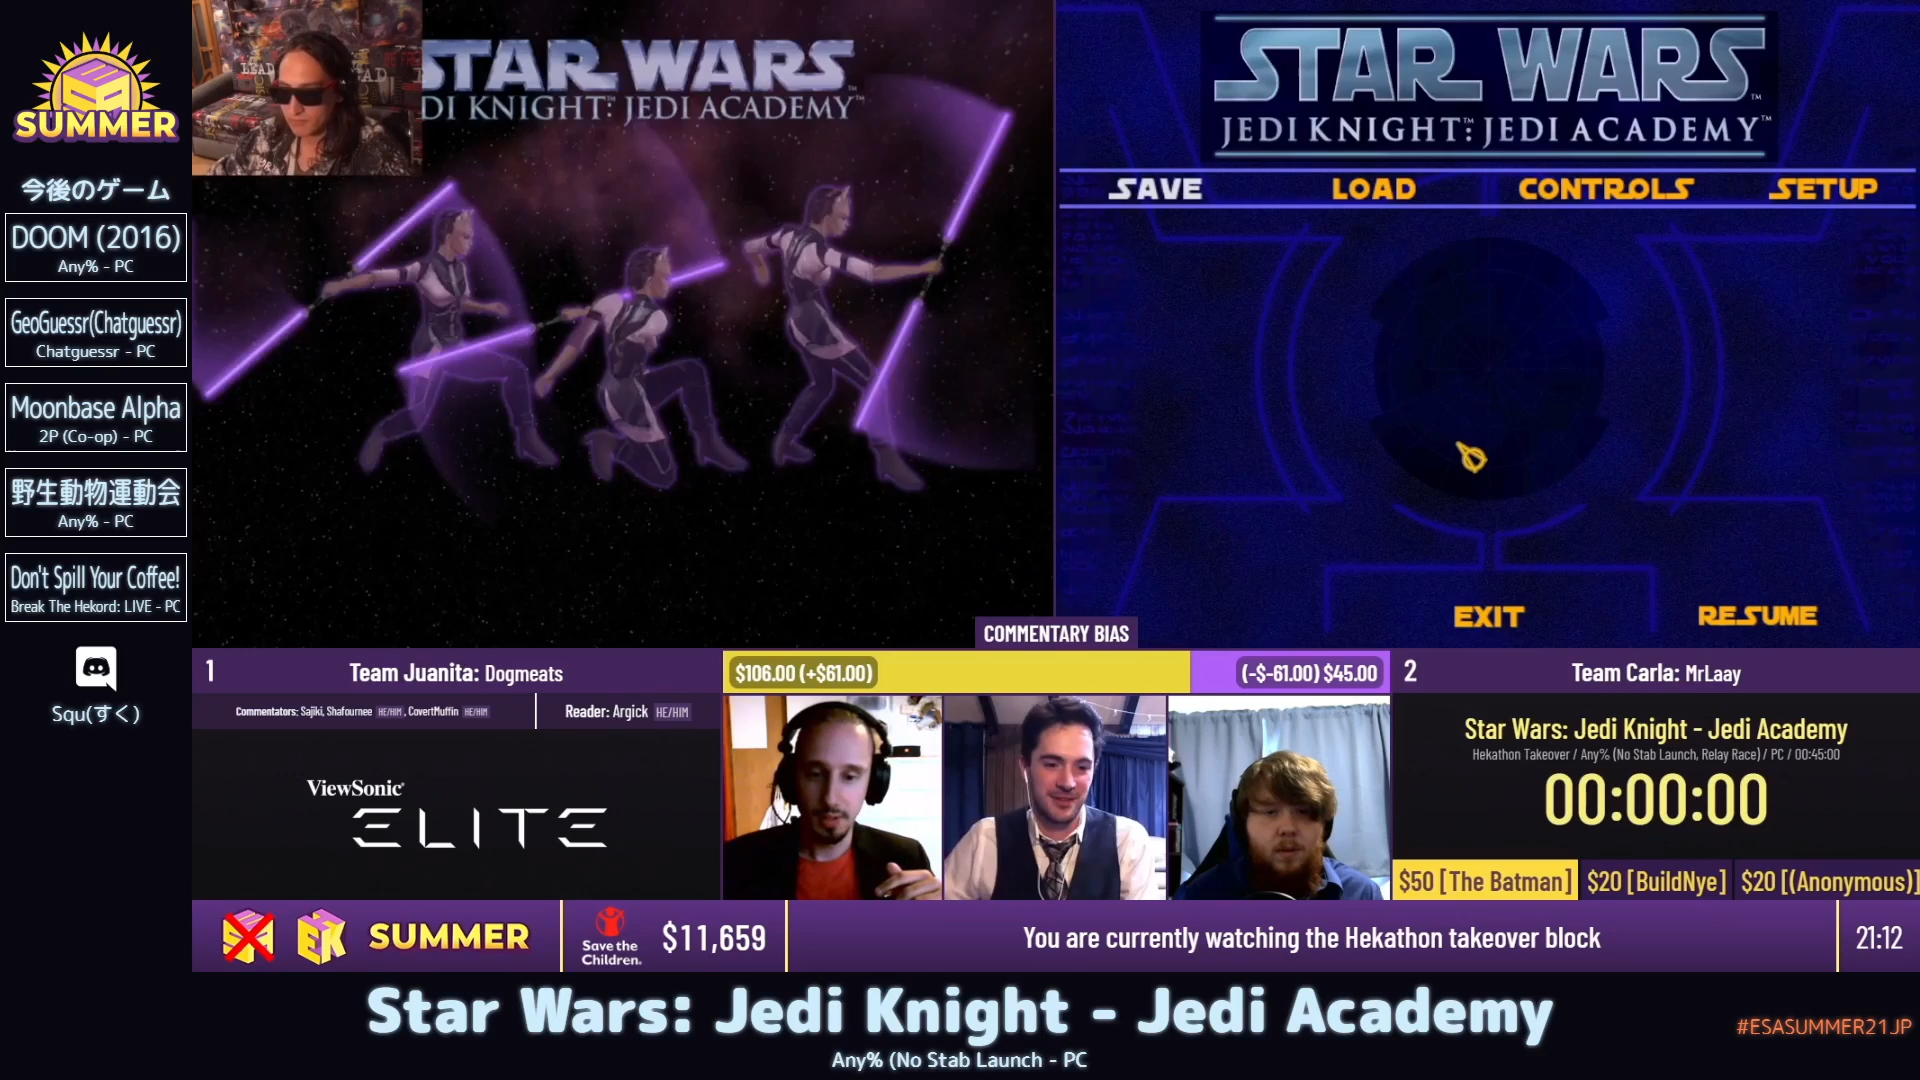 SUMMER
今後のゲーム
DOOM (2016)
Any% - PC
GeoGuessr(Chatguessr)
Chatguessr - PC
Moonbase Alpha
2P (Co-op) - PC
野生動物運動会
Any% - PC
Don't Spill Your Coffee!
Break The Hekord: LIVE - PC
Squ(すく)
LEAD
STAR WARS
DI KNIGHT: JEDI ACADEMY™
STAR WARS™
JEDI KNIGHT™: JEDI ACADEMY™
SAVE LOAD CONTROLS SETUP
EXIT RESUME
COMMENTARY BIAS
1 Team Juanita: Dogmeats
$106.00 (+$61.00) (-$-61.00) $45.00
2 Team Carla: MrLaay
Commentators: Sajiki, Shafournee HE/HIM, CovertMuffin HE/HIM
Reader: Argick HE/HIM
ViewSonic®
ELITE
Star Wars: Jedi Knight - Jedi Academy
Hekathon Takeover / Any% (No Stab Launch, Relay Race) / PC / 00:45:00
00:00:00
$50 [The Batman] $20 [BuildNye] $20 [(Anonymous)]
SUMMER
Save the
Children.
$11,659
You are currently watching the Hekathon takeover block
21:12
Star Wars: Jedi Knight - Jedi Academy
Any% (No Stab Launch - PC
#ESASUMMER21JP